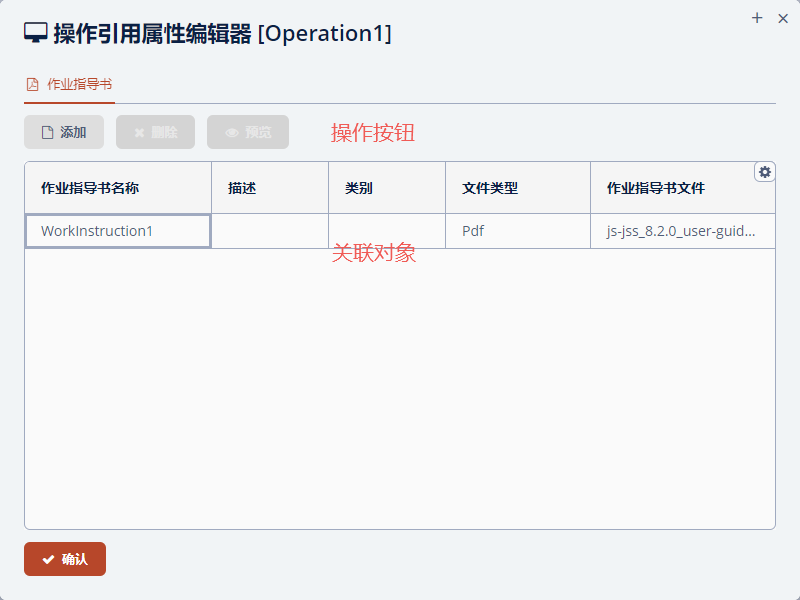 操作引用属性编辑器 [Operation1]
作业指导书
添加 删除 预览 操作按钮
作业指导书名称 描述 类别 文件类型 作业指导书文件
WorkInstruction1 Pdf js-jss_8.2.0_user-guid...
关联对象
确认